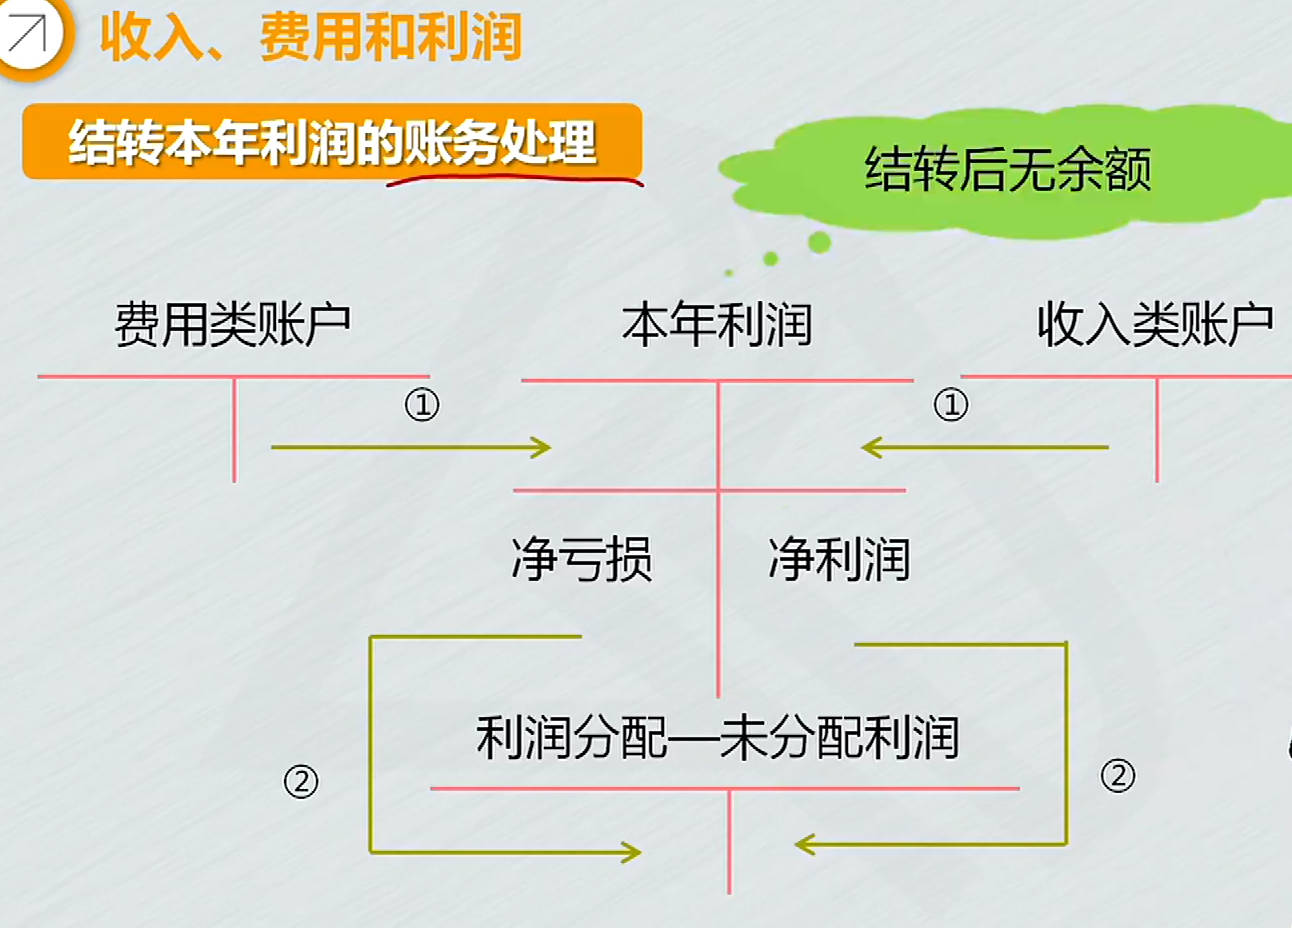 收入、费用和利润
结转本年利润的账务处理
结转后无余额
费用类账户
本年利润
收入类账户
①
①
净亏损
净利润
利润分配—未分配利润
②
②